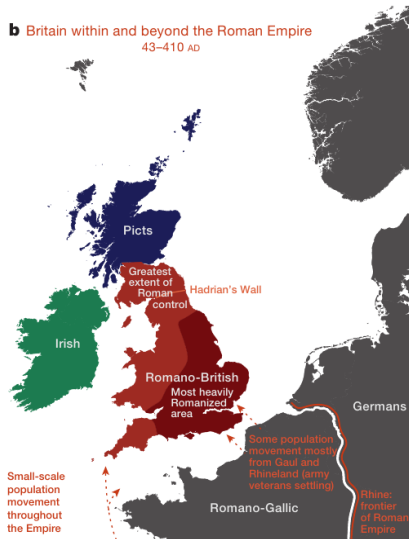 b Britain within and beyond the Roman Empire
43–410 AD
Picts
Greatest
extent of
Roman
control
Hadrian's Wall
Irish
Romano-British
Most heavily
Romanized
area
Germans
Some population
movement mostly
from Gaul and
Rhineland (army
veterans settling)
Small-scale
population
movement
throughout
the Empire
Romano-Gallic
Rhine:
frontier
of Roman
Empire